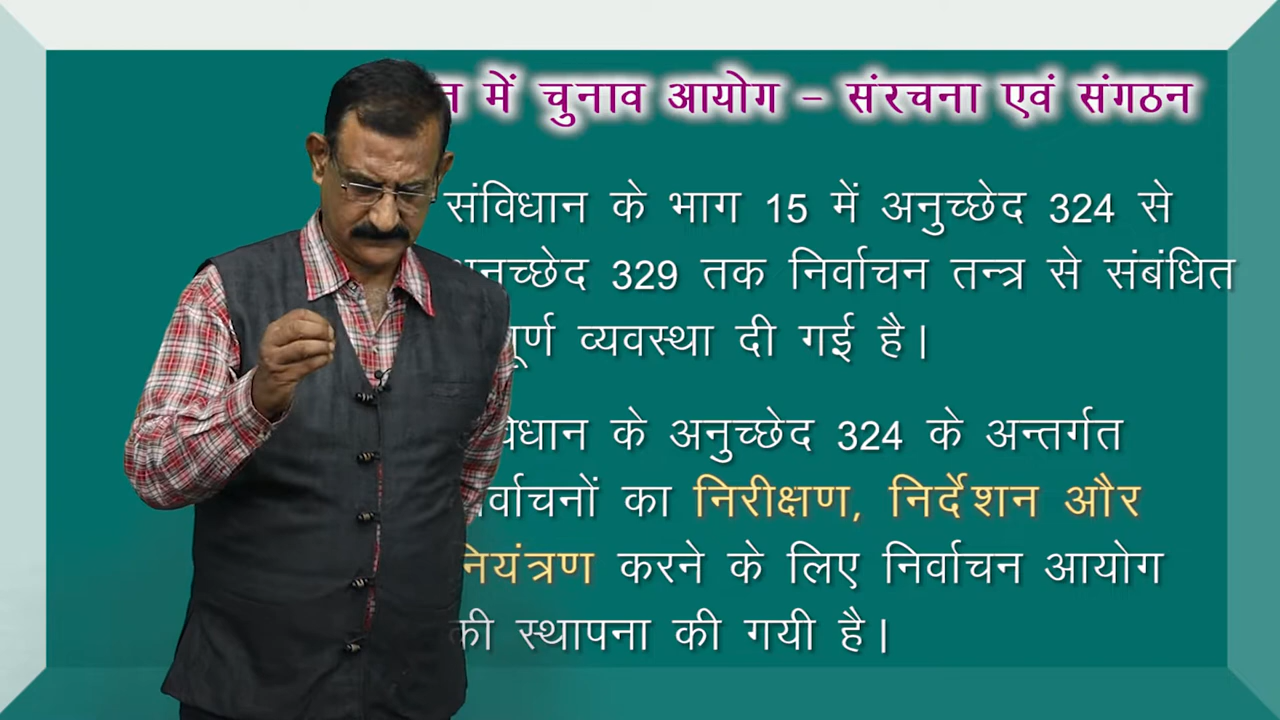 में चुनाव आयोग – संरचना एवं संगठन
संविधान के भाग 15 में अनुच्छेद 324 से
329 तक निर्वाचन तन्त्र से संबंधित
व्यवस्था दी गई है।
के अनुच्छेद 324 के अन्तर्गत
का निरीक्षण, निर्देशन और
नियंत्रण करने के लिए निर्वाचन आयोग
की स्थापना की गयी है।